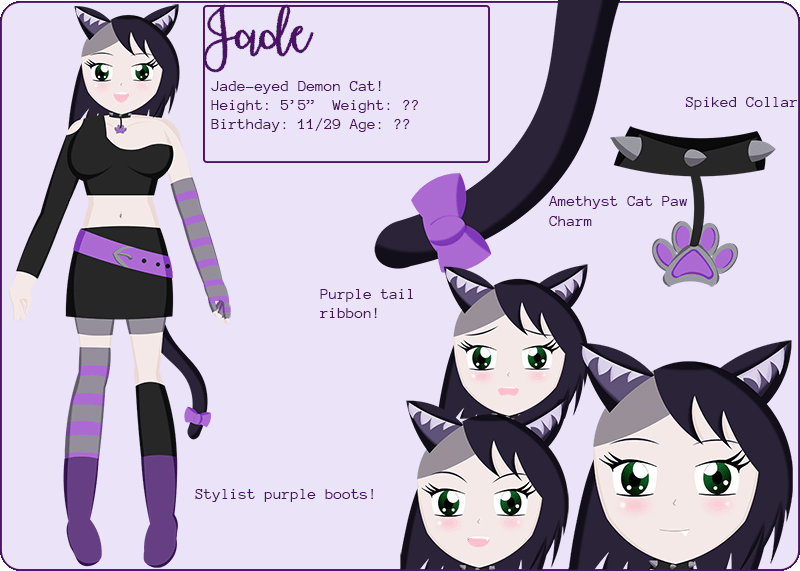 Jade
Jade-eyed Demon Cat!
Height: 5'5” Weight: ??
Birthday: 11/29 Age: ??
Spiked Collar
Amethyst Cat Paw
Charm
Purple tail
ribbon!
Stylist purple boots!